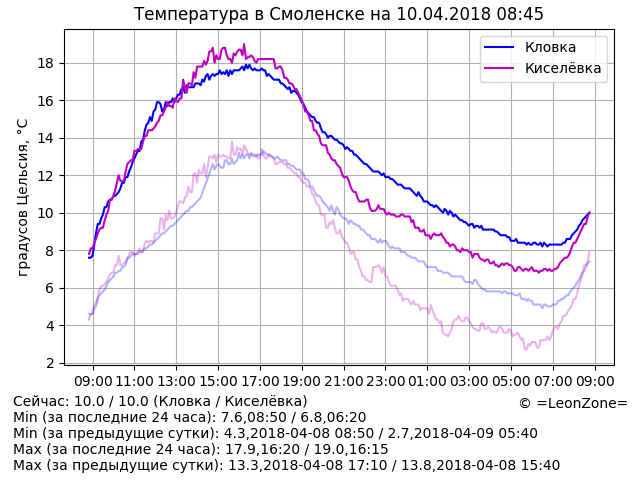 Температура в Смоленске на 10.04.2018 08:45
Кловка
Киселёвка
градусов Цельсия, °C
18
16
14
12
10
8
6
4
2
09:00 11:00 13:00 15:00 17:00 19:00 21:00 23:00 01:00 03:00 05:00 07:00 09:00
Сейчас: 10.0 / 10.0 (Кловка / Киселёвка)
© =LeonZone=
Min (за последние 24 часа): 7.6,08:50 / 6.8,06:20
Min (за предыдущие сутки): 4.3,2018-04-08 08:50 / 2.7,2018-04-09 05:40
Max (за последние 24 часа): 17.9,16:20 / 19.0,16:15
Max (за предыдущие сутки): 13.3,2018-04-08 17:10 / 13.8,2018-04-08 15:40